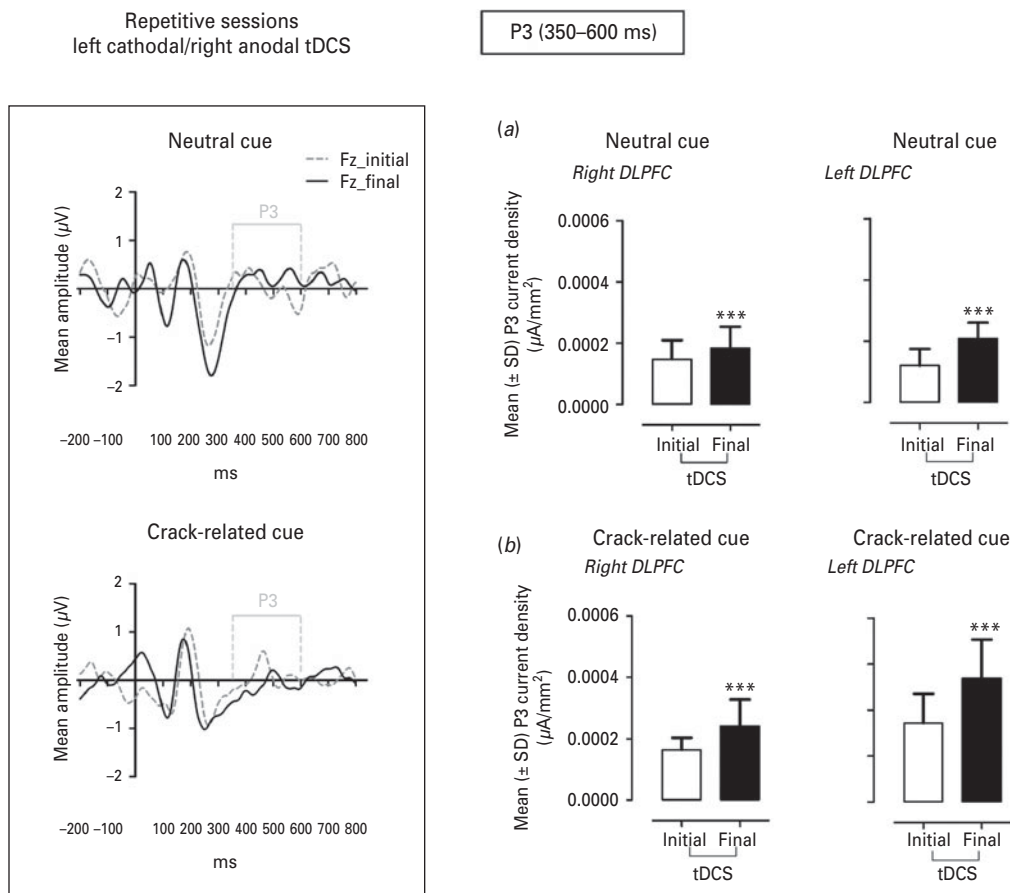 Repetitive sessions
left cathodal/right anodal tDCS
P3 (350–600 ms)
Neutral cue
Fz_initial
Fz_final
P3
Mean amplitude (µV)
2
1
−1
−2
−200 −100 100 200 300 400 500 600 700 800
ms
Crack-related cue
P3
Mean amplitude (µV)
2
1
−1
−2
−200 −100 100 200 300 400 500 600 700 800
ms
(a)
Neutral cue
Right DLPFC
Mean (± SD) P3 current density
(µA/mm²)
0.0006
0.0004
0.0002
0.0000
***
Initial Final
tDCS
Neutral cue
Left DLPFC
***
Initial Final
tDCS
(b)
Crack-related cue
Right DLPFC
Mean (± SD) P3 current density
(µA/mm²)
0.0006
0.0004
0.0002
0.0000
***
Initial Final
tDCS
Crack-related cue
Left DLPFC
***
Initial Final
tDCS